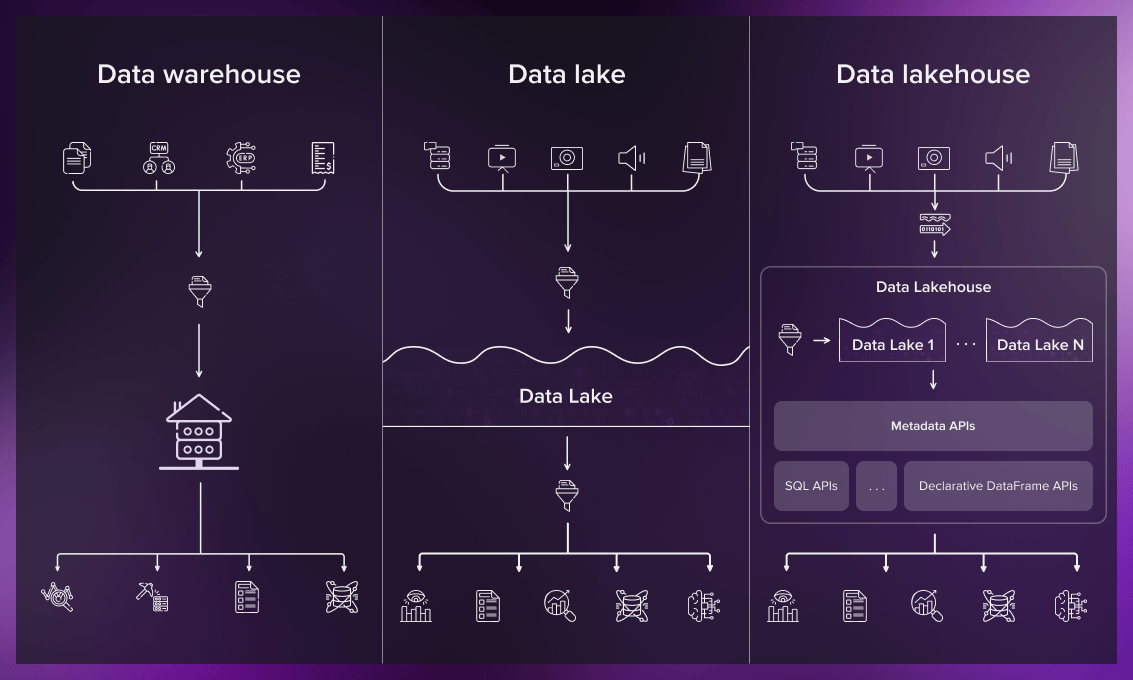 Data warehouse
CRM
ERP
$
Data lake
Data Lake
Data lakehouse
0110101
Data Lakehouse
Data Lake 1
. . .
Data Lake N
Metadata APIs
SQL APIs
. . .
Declarative DataFrame APIs